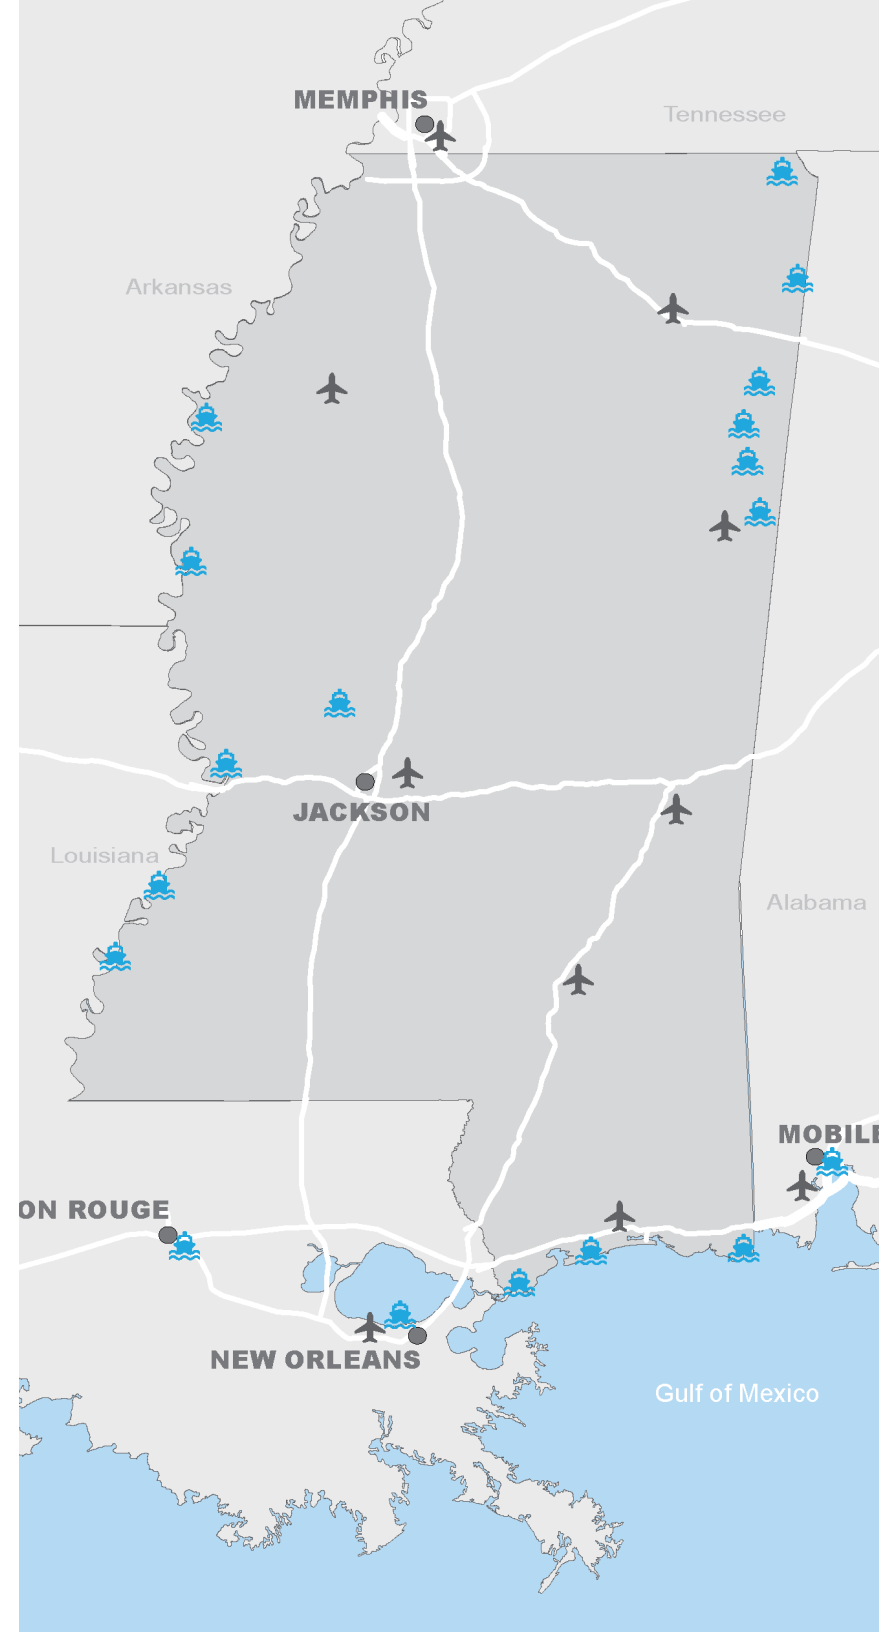 MEMPHIS
Tennessee
Arkansas
JACKSON
Louisiana
Alabama
MOBILE
ON ROUGE
NEW ORLEANS
Gulf of Mexico